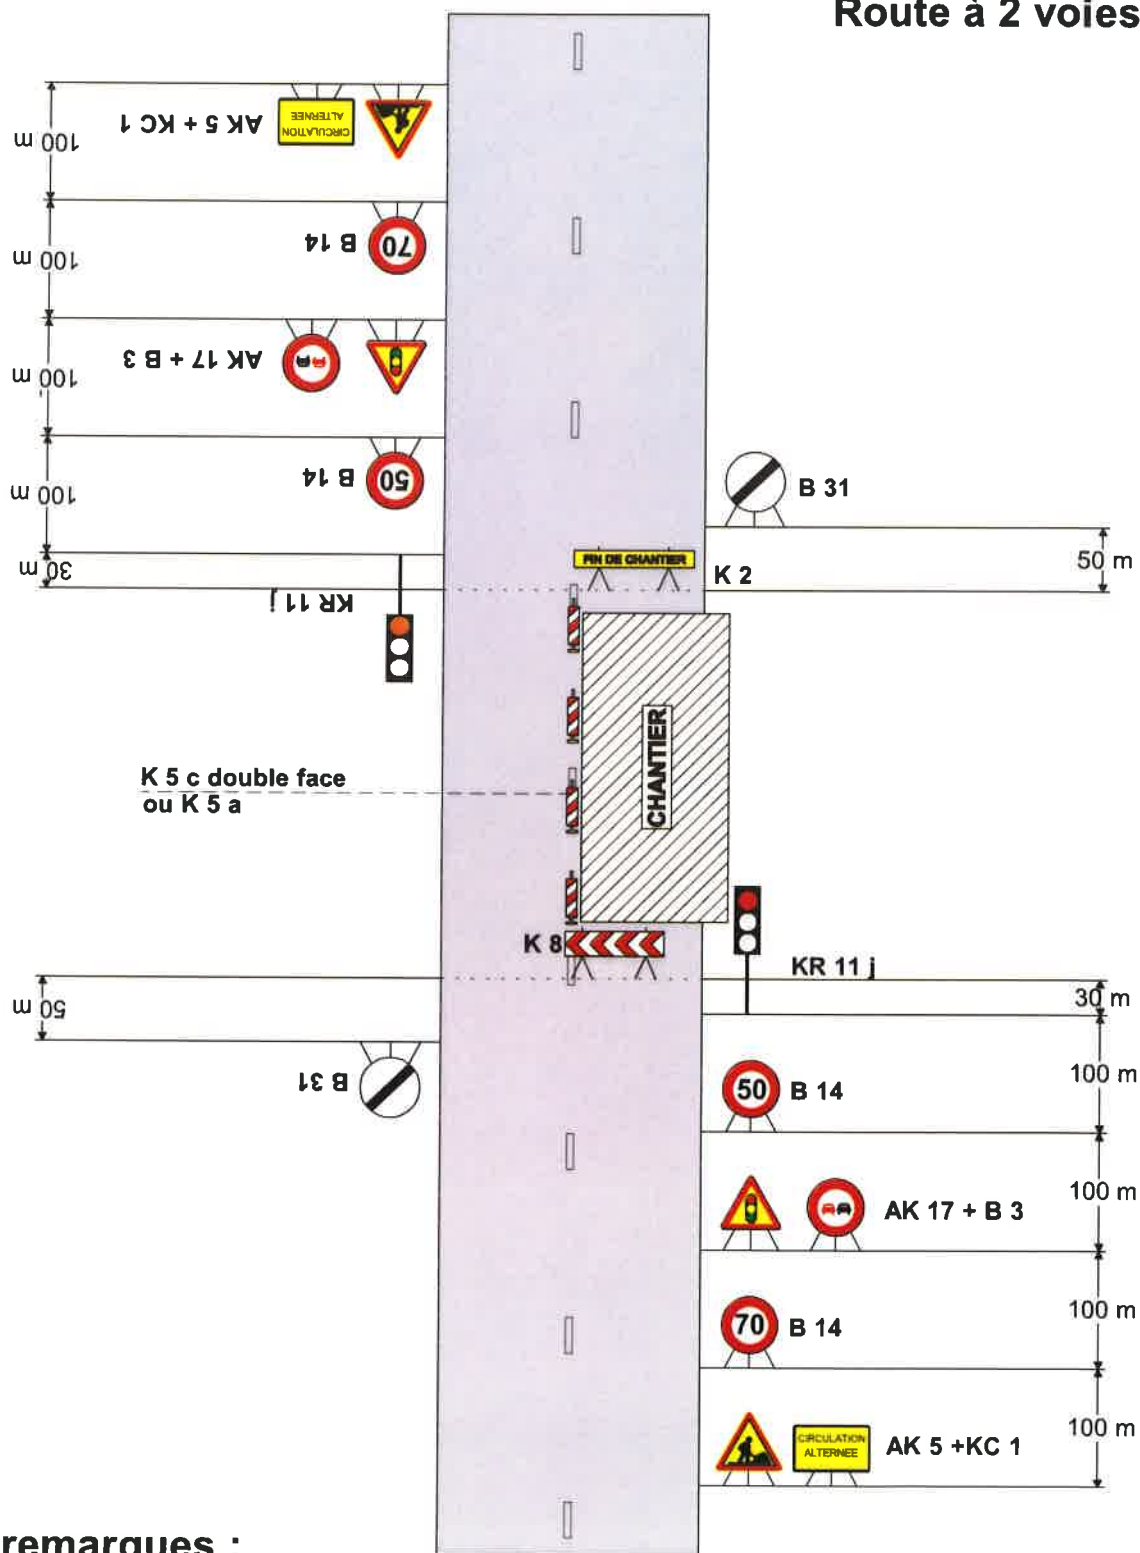 Route à 2 voies
100 m
AK 5 + KC 1
CIRCULATION
ALTERNEE
100 m
B 14
70
100 m
AK 17 + B 3
100 m
B 14
50
B 31
30 m
KR 11 j
FIN DE CHANTIER
K 2
50 m
K 5 c double face
ou K 5 a
CHANTIER
K 8
KR 11 j
30 m
50 m
B 31
50
B 14
100 m
AK 17 + B 3
100 m
70
B 14
100 m
CIRCULATION
ALTERNEE
AK 5 +KC 1
100 m
remarques :